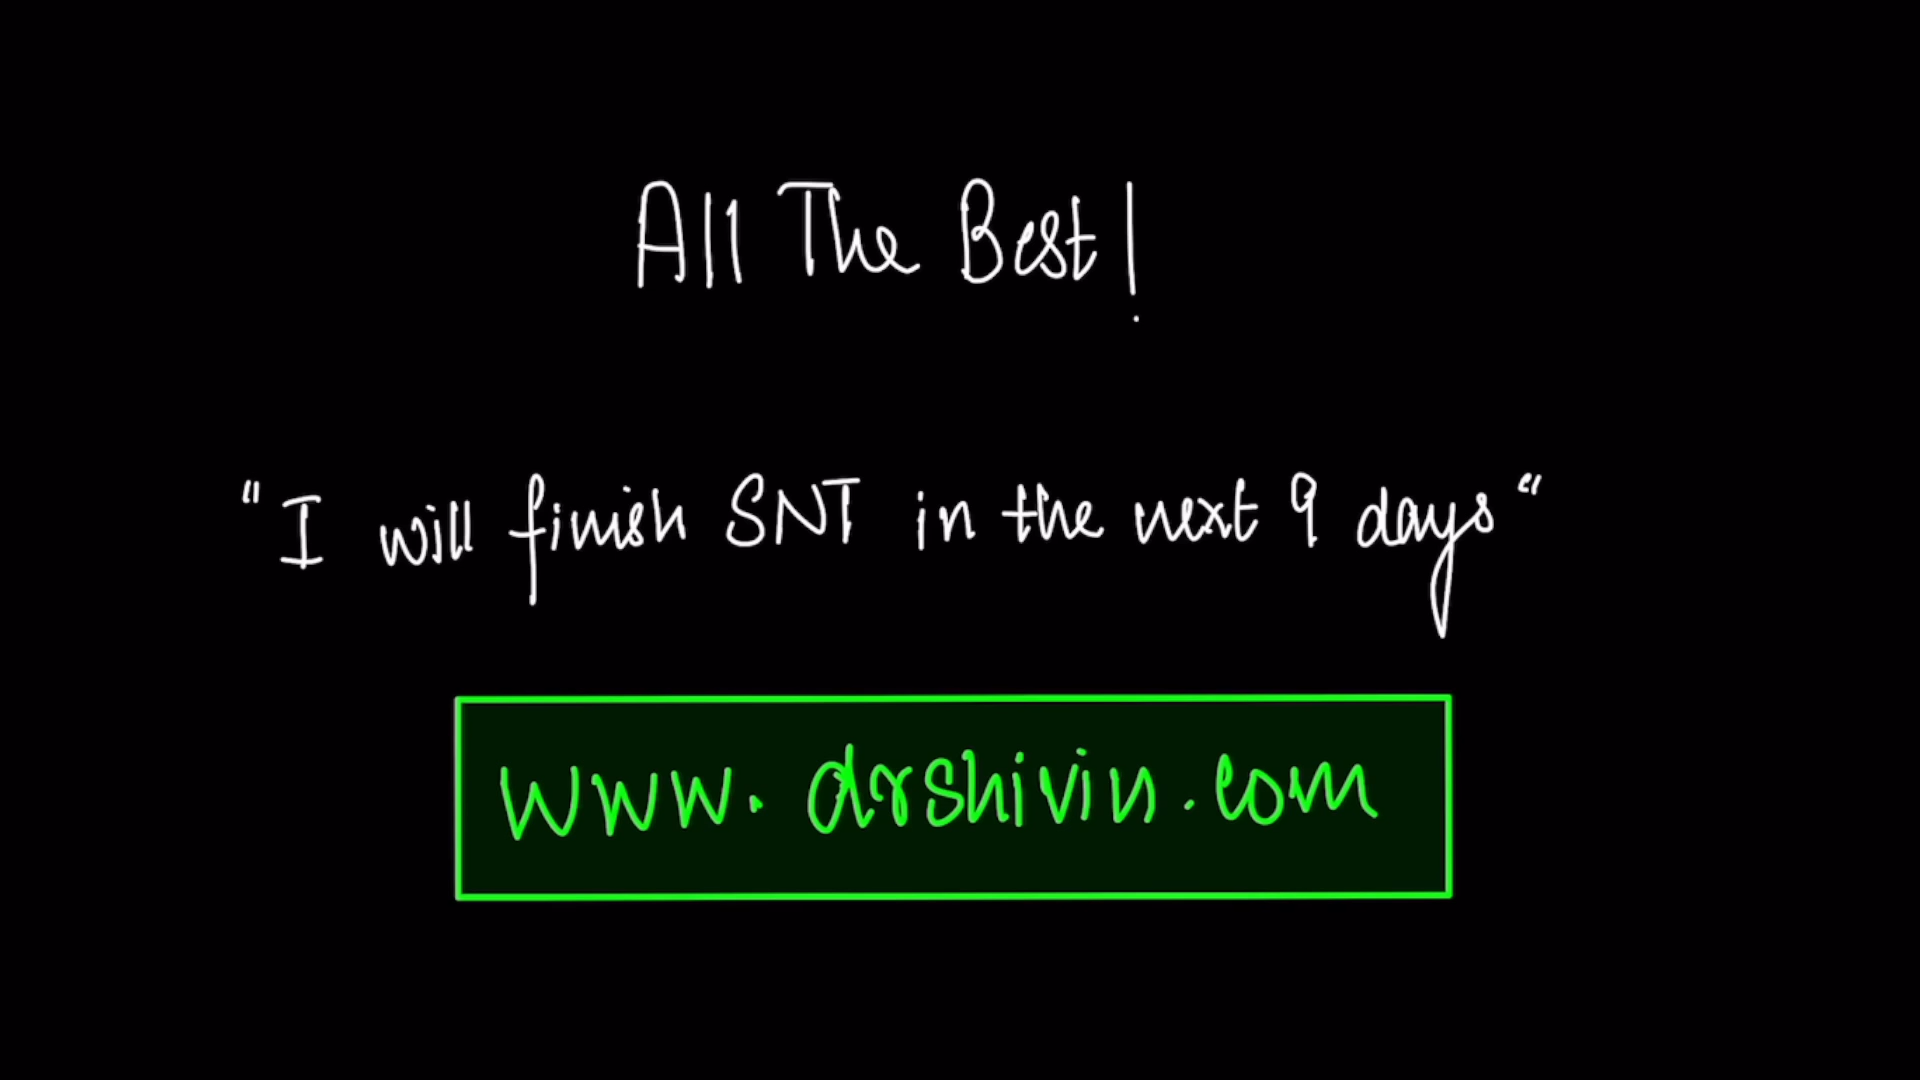 All The Best!
"I will finish SNT in the next 9 days"
www.drshivin.com